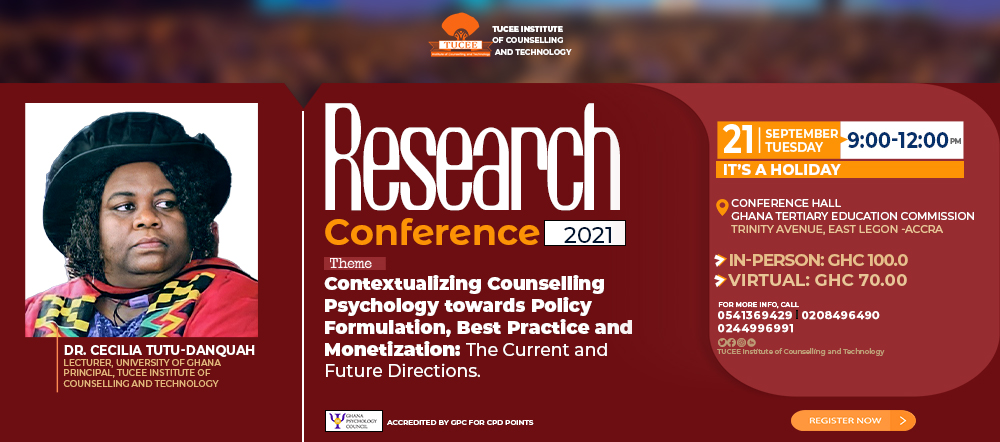 TUCEE INSTITUTE
OF COUNSELLING
AND TECHNOLOGY
TUCEE
Research
Conference 2021
Theme
Contextualizing Counselling
Psychology towards Policy
Formulation, Best Practice and
Monetization: The Current and
Future Directions.
DR. CECILIA TUTU-DANQUAH
LECTURER, UNIVERSITY OF GHANA
PRINCIPAL, TUCEE INSTITUTE OF
COUNSELLING AND TECHNOLOGY
21 SEPTEMBER
TUESDAY
9:00-12:00 PM
IT'S A HOLIDAY
CONFERENCE HALL
GHANA TERTIARY EDUCATION COMMISSION
TRINITY AVENUE, EAST LEGON -ACCRA
IN-PERSON: GHC 100.0
VIRTUAL: GHC 70.00
FOR MORE INFO, CALL
0541369429 | 0208496490
0244996991
TUCEE Institute of Counselling and Technology
GHANA
PSYCHOLOGY
COUNCIL
ACCREDITED BY GPC FOR CPD POINTS
REGISTER NOW